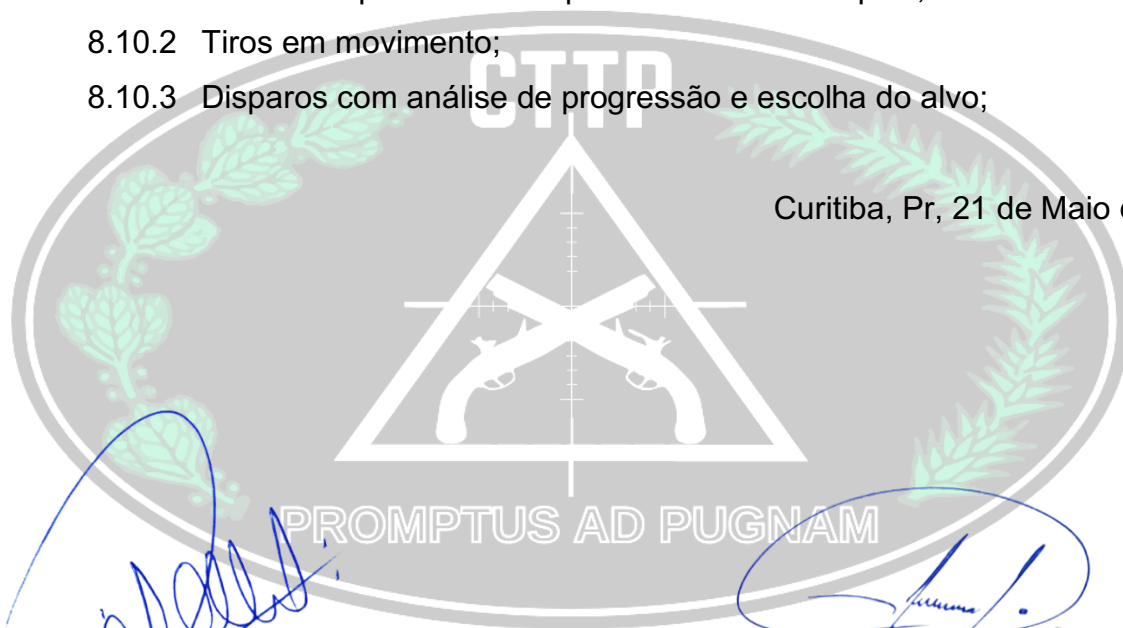 8.10.2 Tiros em movimento;
CTTP
8.10.3 Disparos com análise de progressão e escolha do alvo;
Curitiba, Pr, 21 de Maio
PROMPTUS AD PUGNAM